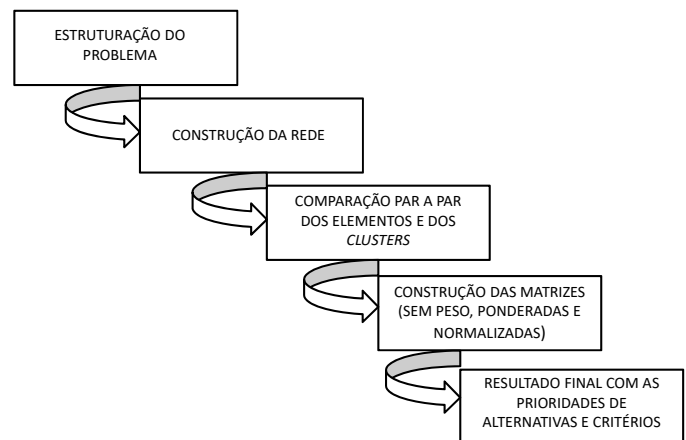 ESTRUTURAÇÃO DO
PROBLEMA
CONSTRUÇÃO DA REDE
COMPARAÇÃO PAR A PAR
DOS ELEMENTOS E DOS
CLUSTERS
CONSTRUÇÃO DAS MATRIZES
(SEM PESO, PONDERADAS E
NORMALIZADAS)
RESULTADO FINAL COM AS
PRIORIDADES DE
ALTERNATIVAS E CRITÉRIOS